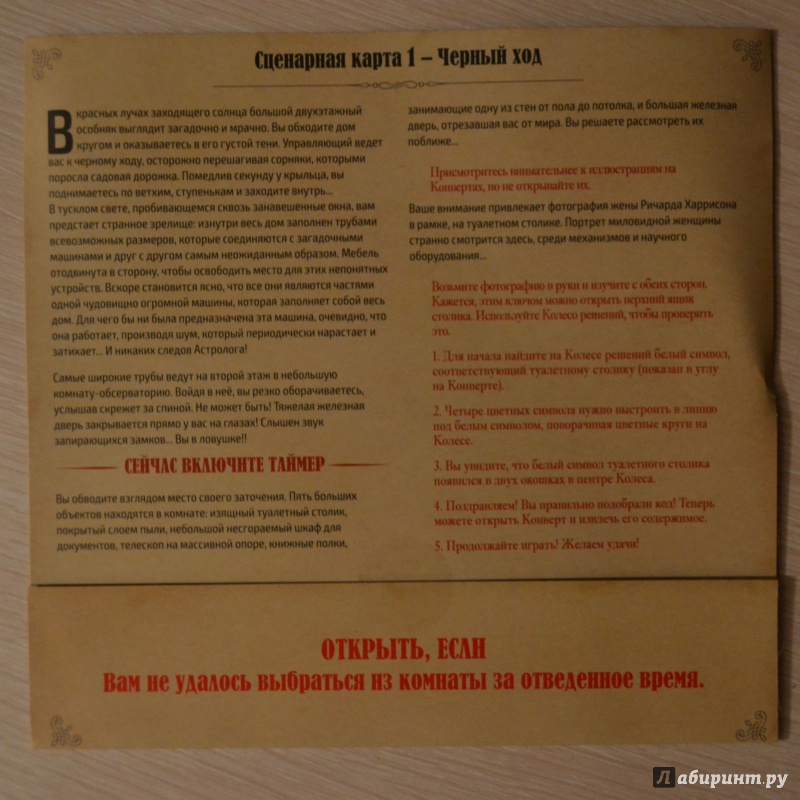 Сценарная карта 1 – Черный ход
В красных лучах заходящего солнца большой двухэтажный
особняк выглядит загадочно и мрачно. Вы обходите дом
кругом и оказываетесь в его густой тени. Управляющий ведет
вас к черному ходу, осторожно перешагивая сорняки, которыми
поросла садовая дорожка. Помедлив секунду у крыльца, вы
поднимаетесь по ветхим, ступенькам и заходите внутрь...
В тусклом свете, пробивающемся сквозь занавешенные окна, вам
предстает странное зрелище: изнутри весь дом заполнен трубами
всевозможных размеров, которые соединяются с загадочными
машинами и друг с другом самым неожиданным образом. Мебель
отодвинута в сторону, чтобы освободить место для этих непонятных
устройств. Вскоре становится ясно, что все они являются частями
одной чудовищно огромной машины, которая заполняет собой весь
дом. Для чего бы ни была предназначена эта машина, очевидно, что
она работает, производя шум, который периодически нарастает и
затихает... И никаких следов Астролога!
Самые широкие трубы ведут на второй этаж в небольшую
комнату-обсерваторию. Войдя в неё, вы резко оборачиваетесь,
услышав скрежет за спиной. Не может быть! Тяжелая железная
дверь закрывается прямо у вас на глазах! Слышен звук
запирающихся замков... Вы в ловушке!!
СЕЙЧАС ВКЛЮЧИТЕ ТАЙМЕР
Вы обводите взглядом место своего заточения. Пять больших
объектов находятся в комнате: изящный туалетный столик,
покрытый слоем пыли, небольшой несгораемый шкаф для
документов, телескоп на массивной опоре, книжные полки,
занимающие одну из стен от пола до потолка, и большая железная
дверь, отрезавшая вас от мира. Вы решаете рассмотреть их
поближе...
Присмотритесь внимательнее к иллюстрациям на
Конвертах, но не открывайте их.
Ваше внимание привлекает фотография жены Ричарда Харрисона
в рамке, на туалетном столике. Портрет миловидной женщины
странно смотрится здесь, среди механизмов и научного
оборудования...
Возьмите фотографию в руки и изучите с обеих сторон.
Кажется, этим ключом можно открыть верхний ящик
столика. Используйте Колесо решений, чтобы проверить
это.
1. Для начала найдите на Колесе решений белый символ,
соответствующий туалетному столику (показан в углу
на Конверте).
2. Четыре цветных символа нужно выстроить в линию
под белым символом, поворачивая цветные круги на
Колесе.
3. Вы увидите, что белый символ туалетного столика
появился в двух окошках в центре Колеса.
4. Поздравляем! Вы правильно подобрали код! Теперь
можете открыть Конверт и извлечь его содержимое.
5. Продолжайте играть! Желаем удачи!
ОТКРЫТЬ, ЕСЛИ
Вам не удалось выбраться из комнаты за отведенное время.
Лабиринт.ру